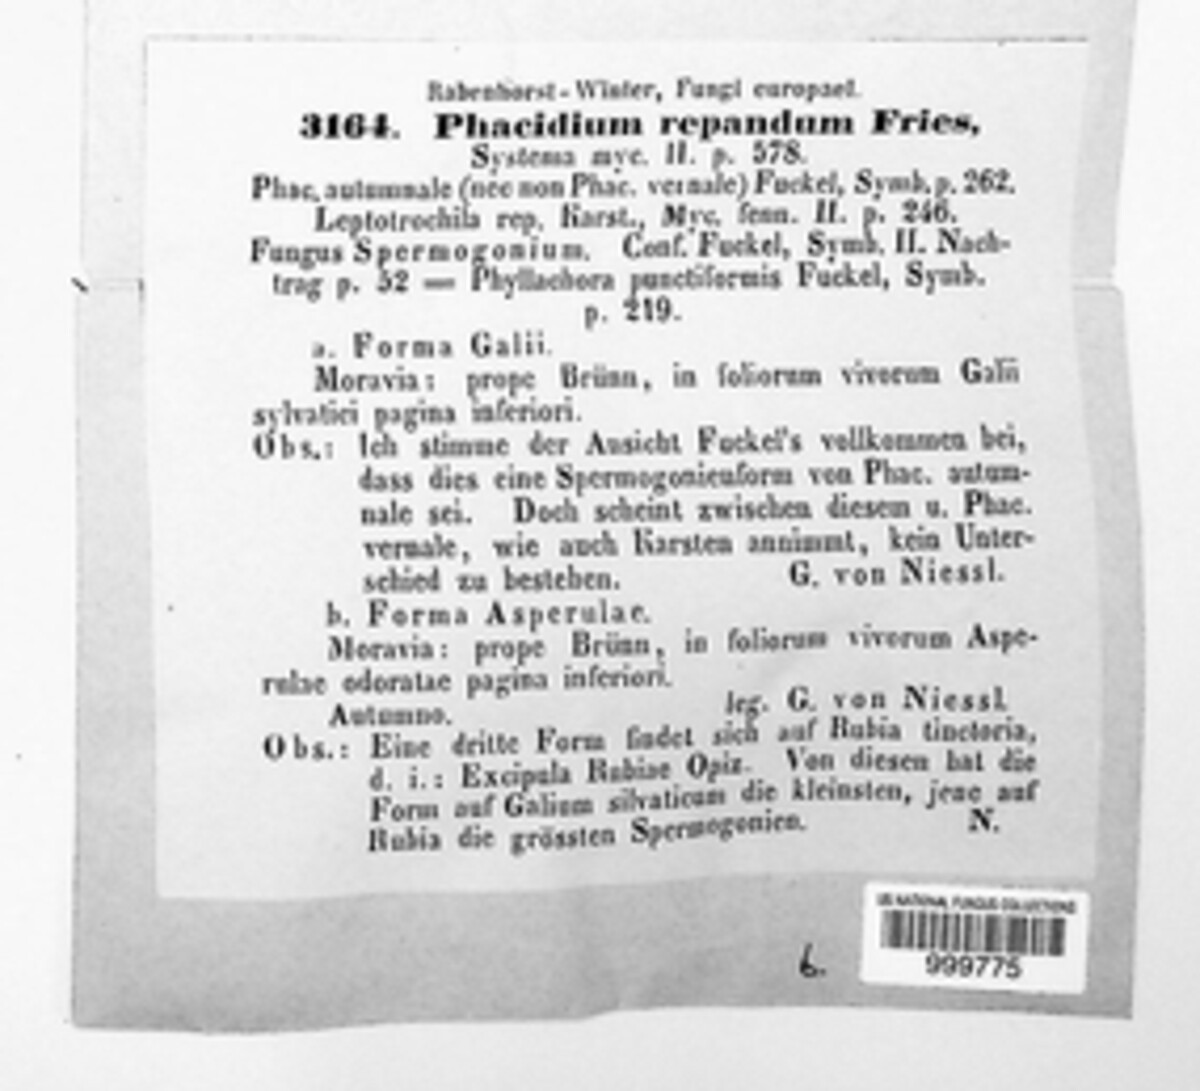 Rabenhorst-Winter, Fungi europaei.
3164. Phacidium repandum Fries,
Systema myc. II. p. 578.
Phac. autumnale (nec non Phac. vernale) Fuckel, Symb. p. 262.
Leptotrochila rep. Karst., Myc. fenn. II. p. 246.
Fungus Spermogonium. Conf. Fuckel, Symb. II. Nach-
trag p. 52 = Phyllachora punctiformis Fuckel, Symb.
p. 219.
a. Forma Galii.
Moravia: prope Brünn, in foliorum vivorum Galii
sylvatici pagina inferiori.
Obs.: Ich stimme der Ansicht Fuckel's vollkommen bei,
dass dies eine Spermogonienform von Phac. autum-
nale sei. Doch scheint zwischen diesem u. Phac.
vernale, wie auch Karsten annimmt, kein Unter-
schied zu bestehen. G. von Niessl.
b. Forma Asperulae.
Moravia: prope Brünn, in foliorum vivorum Aspe-
rulae odoratae pagina inferiori.
Autumno. leg. G. von Niessl.
Obs.: Eine dritte Form findet sich auf Rubia tinctoria,
d. i.: Excipula Rubiae Opiz. Von diesen hat die
Form auf Galium silvaticum die kleinsten, jene auf
Rubia die grössten Spermogonien. N.
US NATIONAL FUNGUS COLLECTIONS
6. 999775